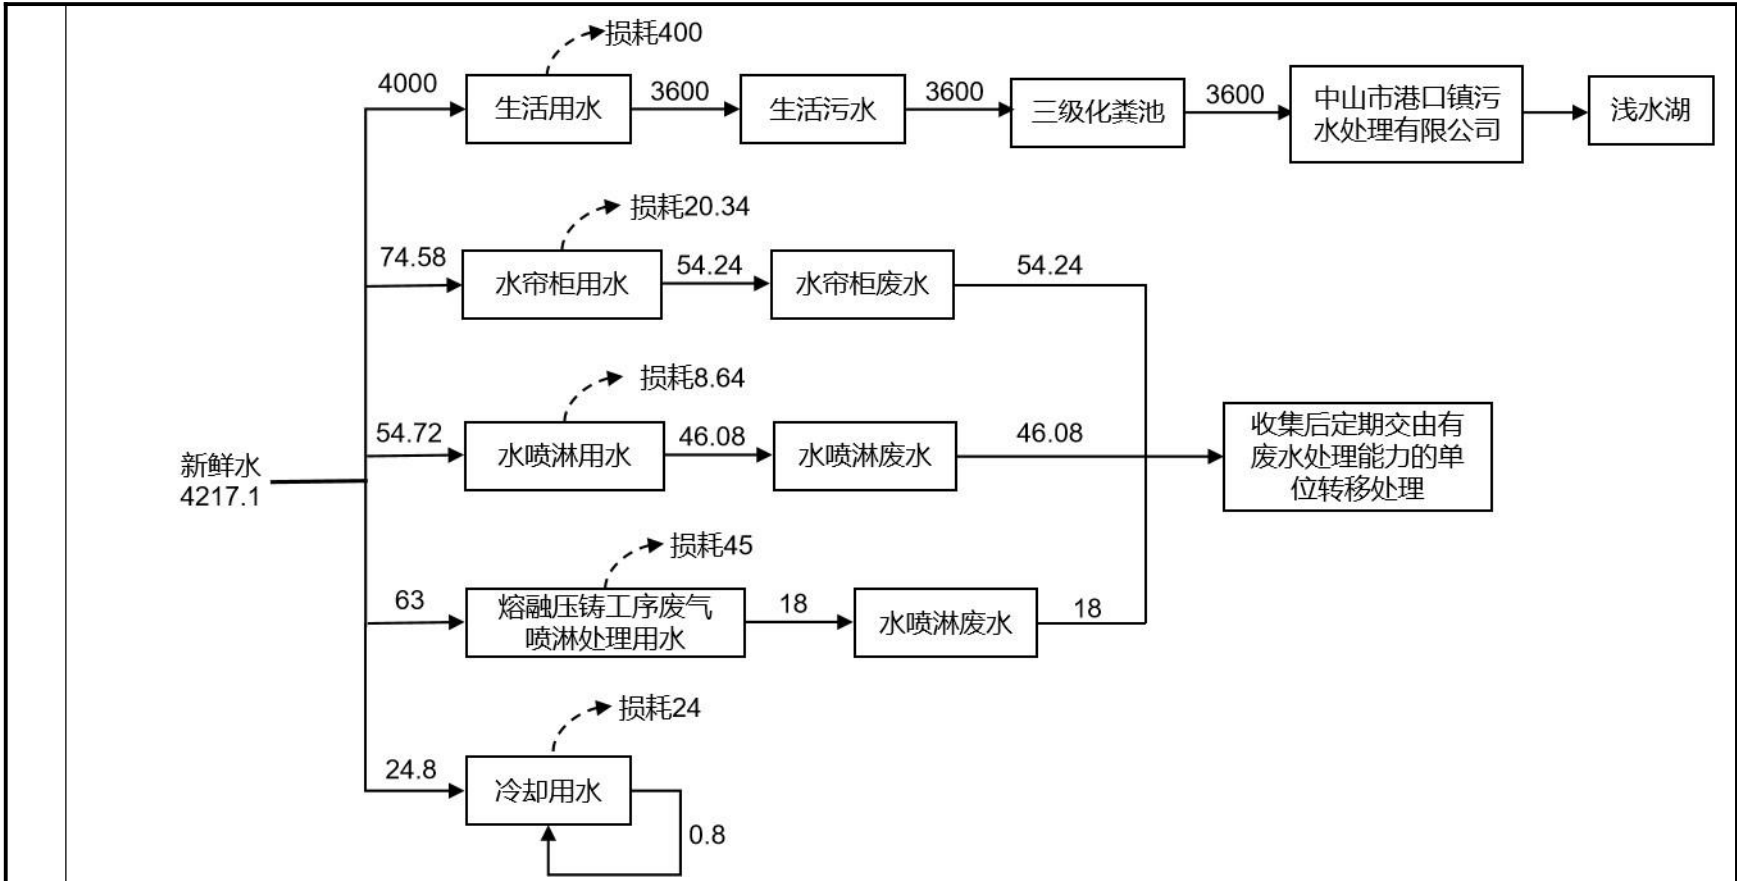 损耗400
4000
生活用水
3600
生活污水
3600
三级化粪池
3600
中山市港口镇污
水处理有限公司
浅水湖
损耗20.34
74.58
水帘柜用水
54.24
水帘柜废水
54.24
损耗8.64
54.72
水喷淋用水
46.08
水喷淋废水
46.08
收集后定期交由有
废水处理能力的单
位转移处理
新鲜水
4217.1
损耗45
63
熔融压铸工序废气
喷淋处理用水
18
水喷淋废水
18
损耗24
24.8
冷却用水
0.8